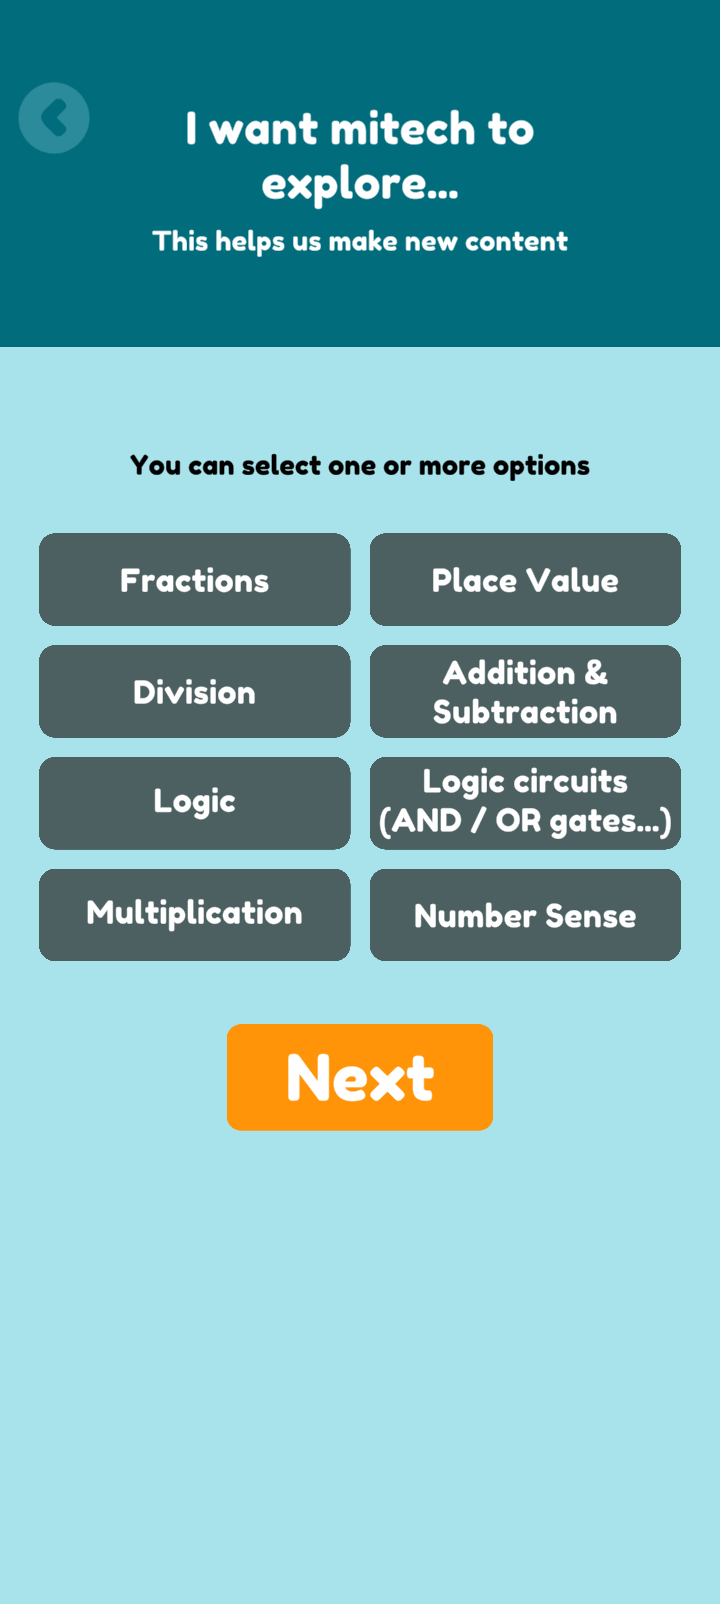 I want mitech to
explore...
This helps us make new content
You can select one or more options
Fractions
Place Value
Division
Addition &
Subtraction
Logic
Logic circuits
(AND / OR gates...)
Multiplication
Number Sense
Next